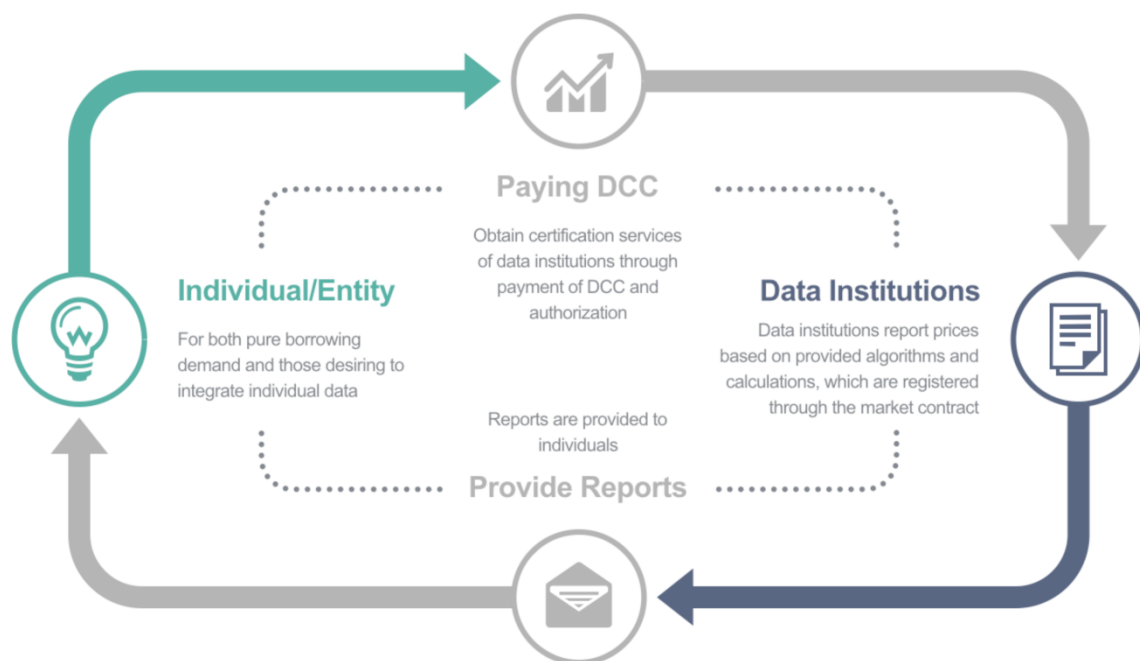 Paying DCC
Obtain certification services
of data institutions through
payment of DCC and
authorization
Individual/Entity
For both pure borrowing
demand and those desiring to
integrate individual data
Data Institutions
Data institutions report prices
based on provided algorithms and
calculations, which are registered
through the market contract
Reports are provided to
individuals
Provide Reports